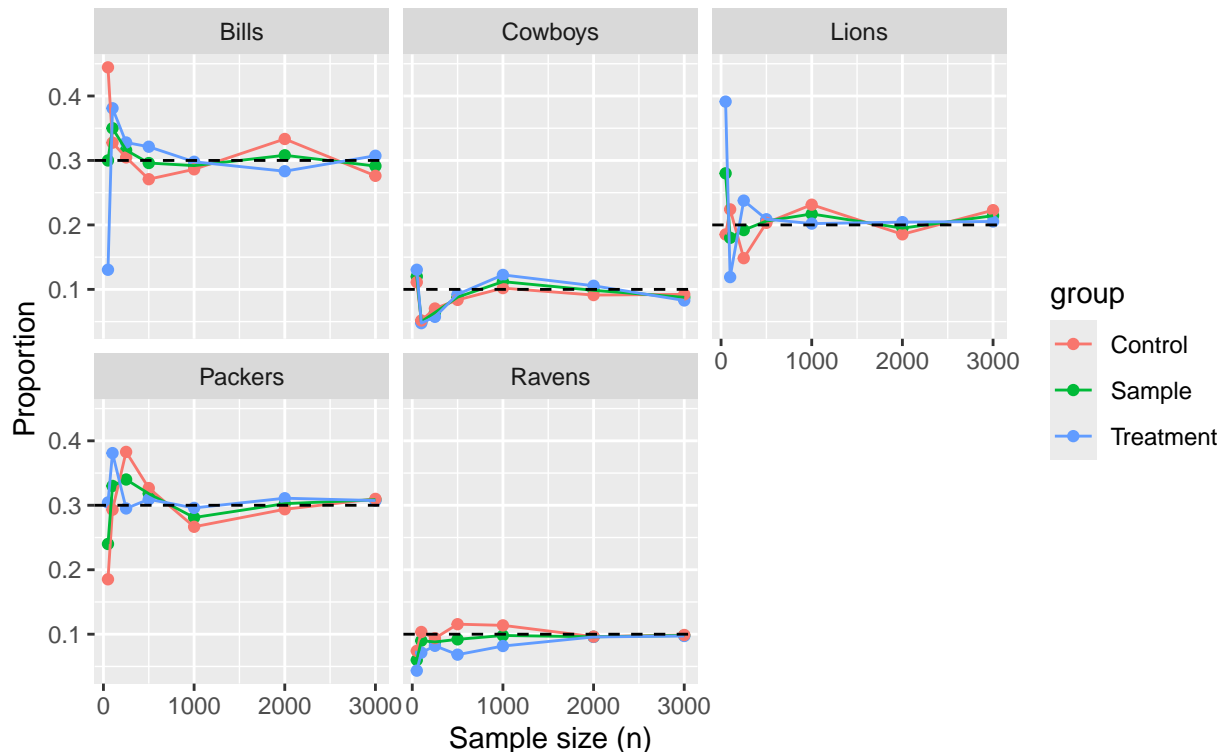 Bills Cowboys Lions
0.4
0.3
0.2
0.1
0 1000 2000 3000
Packers Ravens
0.4
0.3
0.2
0.1
0 1000 2000 3000 0 1000 2000 3000
Proportion
Sample size (n)
group
Control
Sample
Treatment